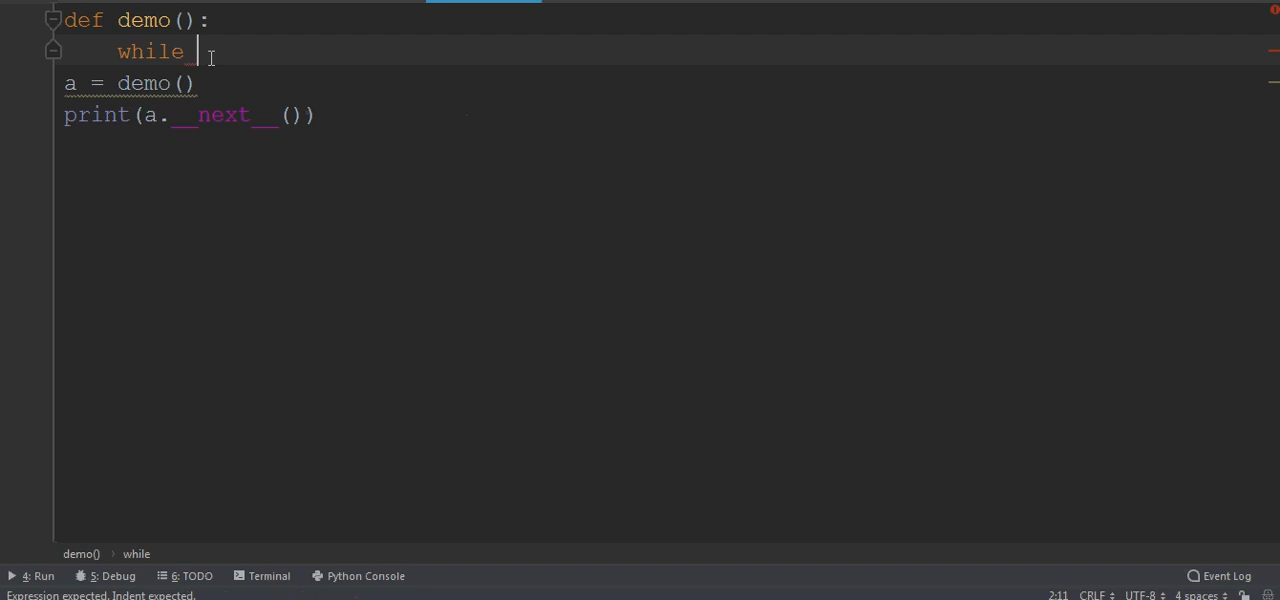 def demo():
    while
a = demo()
print(a.__next__())
demo() › while
4: Run 5: Debug 6: TODO Terminal Python Console Event Log
Expression expected. Indent expected. 2:11 CRLF UTF-8 4 spaces